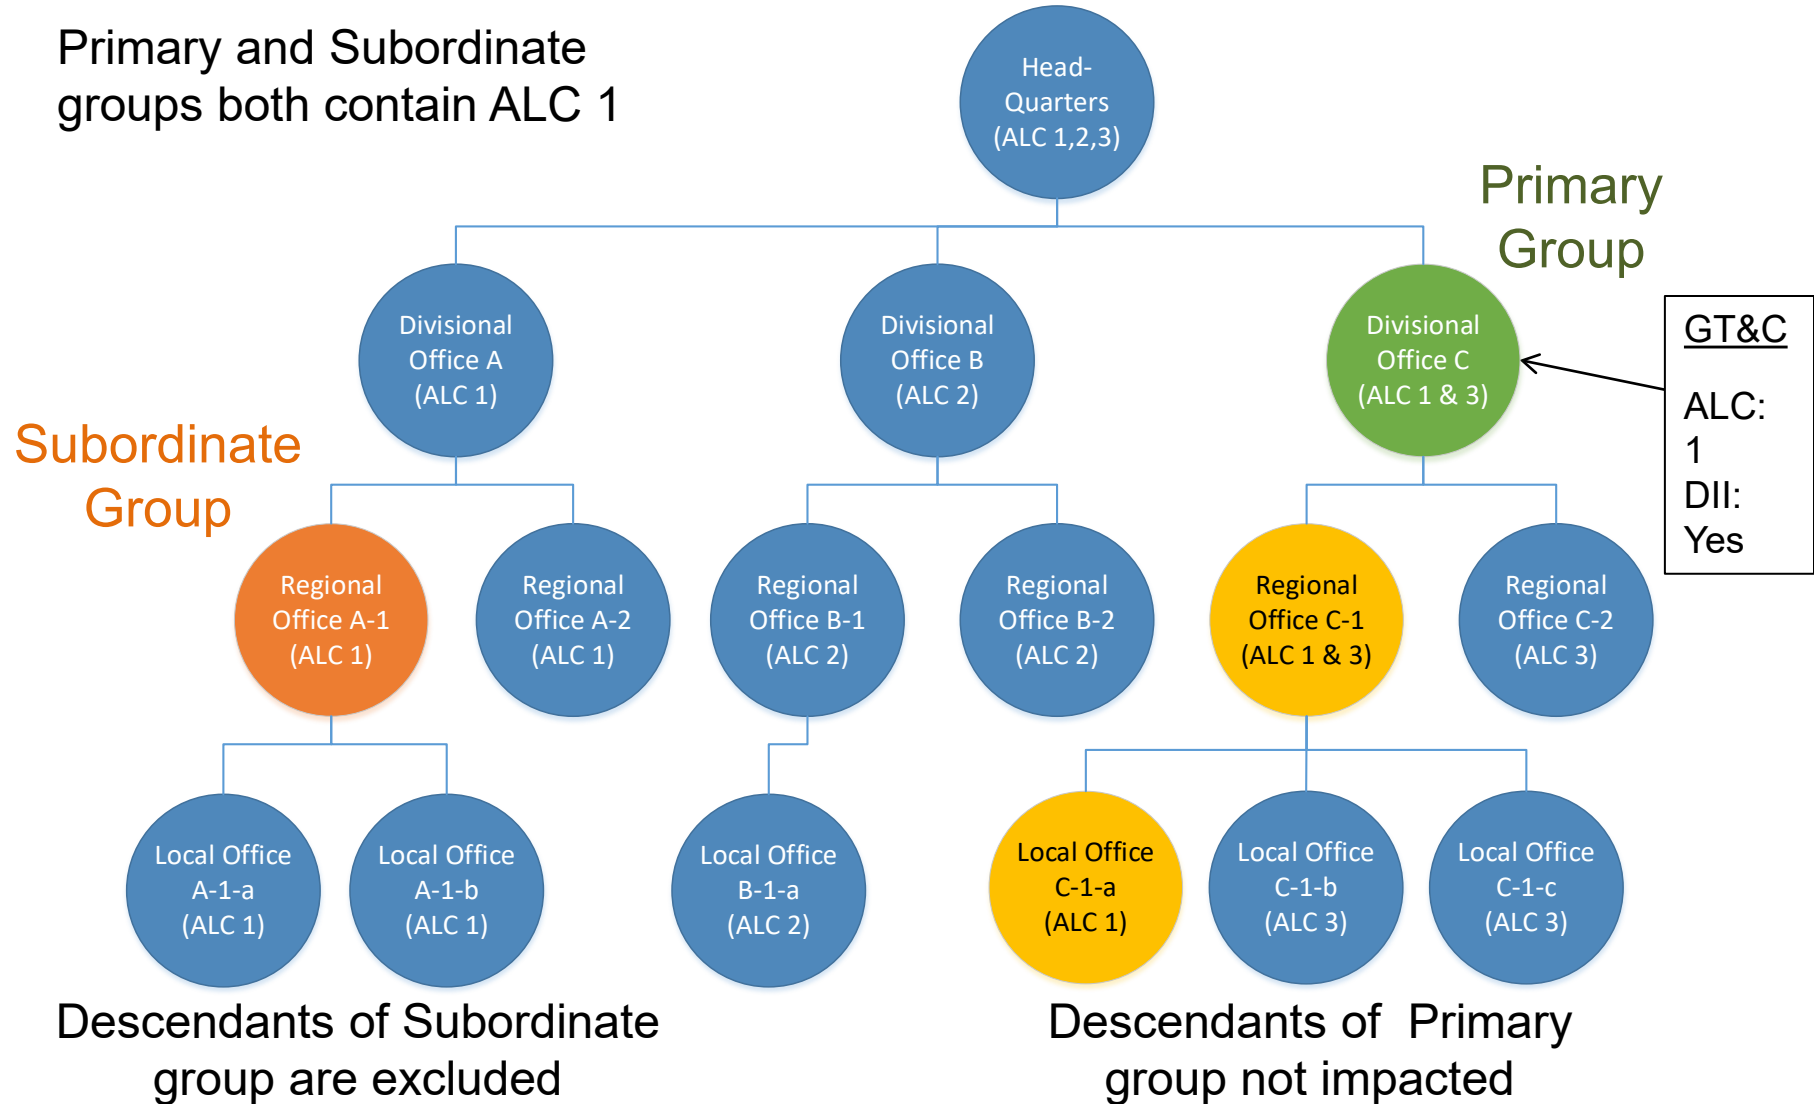 Primary and Subordinate
groups both contain ALC 1
Head-
Quarters
(ALC 1,2,3)
Primary
Group
Divisional
Office A
(ALC 1)
Divisional
Office B
(ALC 2)
Divisional
Office C
(ALC 1 & 3)
GT&C
ALC:
1
DII:
Yes
Subordinate
Group
Regional
Office A-1
(ALC 1)
Regional
Office A-2
(ALC 1)
Regional
Office B-1
(ALC 2)
Regional
Office B-2
(ALC 2)
Regional
Office C-1
(ALC 1 & 3)
Regional
Office C-2
(ALC 3)
Local Office
A-1-a
(ALC 1)
Local Office
A-1-b
(ALC 1)
Local Office
B-1-a
(ALC 2)
Local Office
C-1-a
(ALC 1)
Local Office
C-1-b
(ALC 3)
Local Office
C-1-c
(ALC 3)
Descendants of Subordinate
group are excluded
Descendants of  Primary
group not impacted